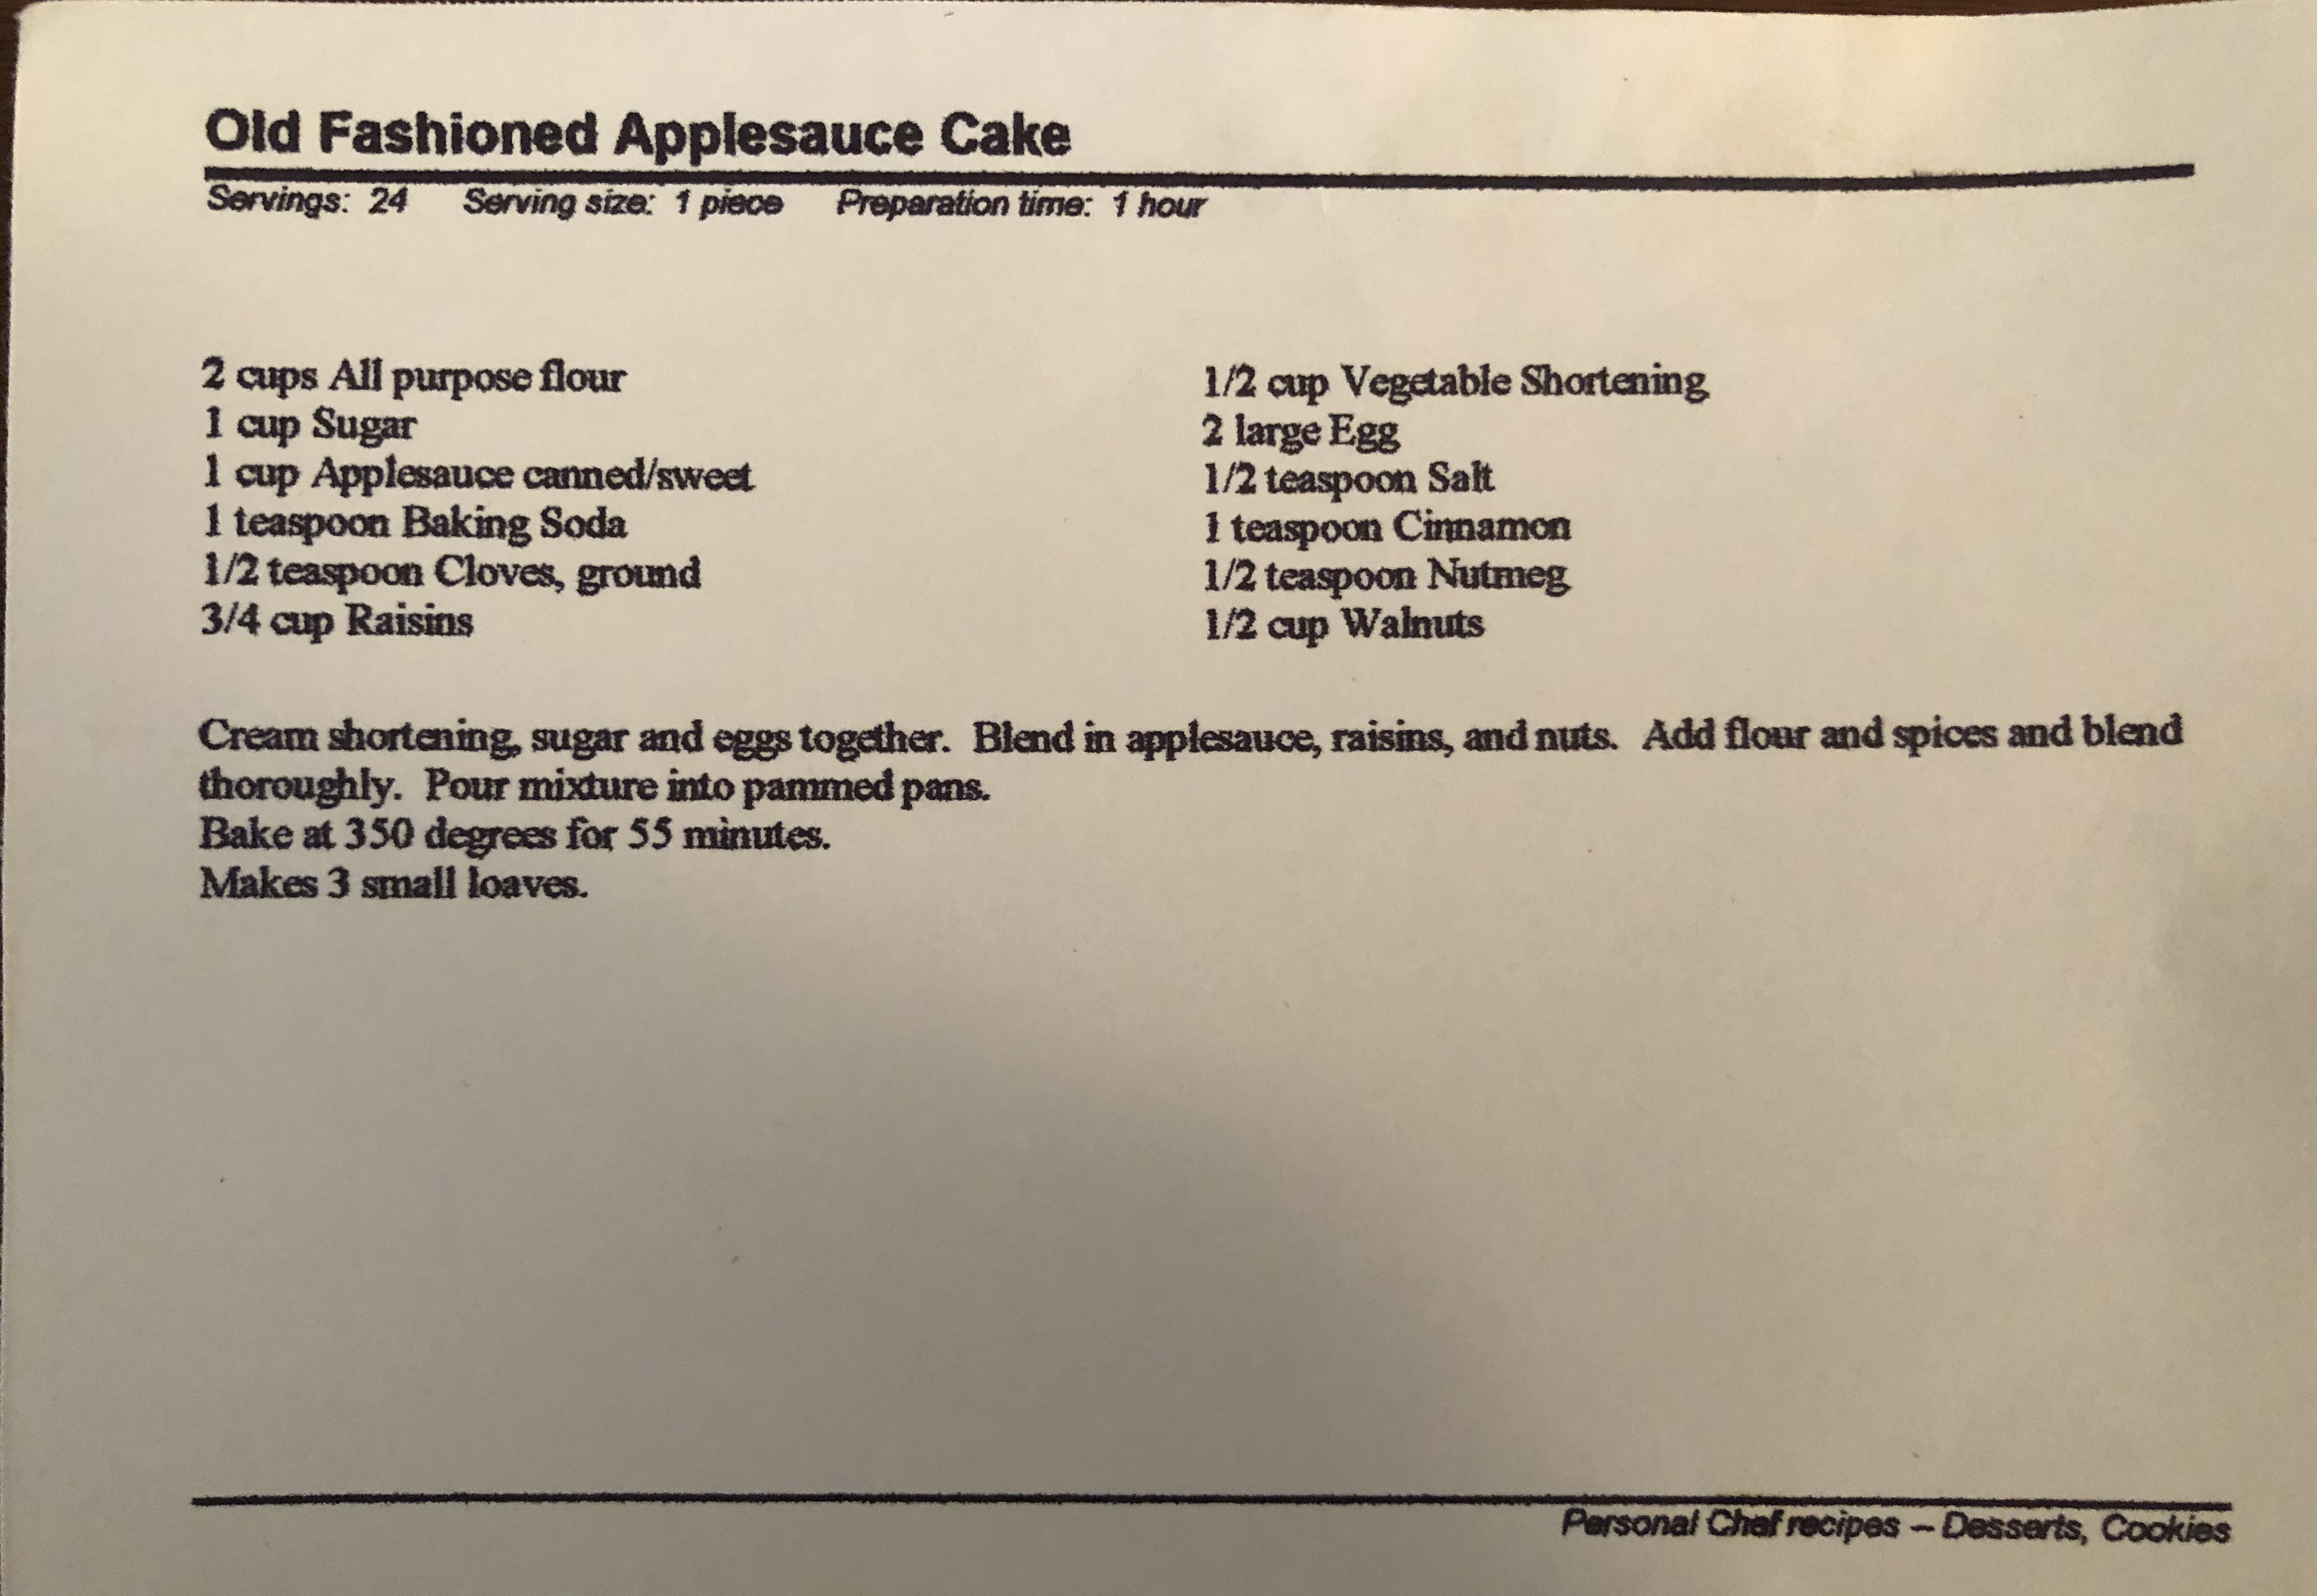 Old Fashioned Applesauce Cake
Servings: 24 Serving size: 1 piece Preparation time: 1 hour
2 cups All purpose flour
1 cup Sugar
1 cup Applesauce canned/sweet
1 teaspoon Baking Soda
1/2 teaspoon Cloves, ground
3/4 cup Raisins
1/2 cup Vegetable Shortening
2 large Egg
1/2 teaspoon Salt
1 teaspoon Cinnamon
1/2 teaspoon Nutmeg
1/2 cup Walnuts
Cream shortening, sugar and eggs together. Blend in applesauce, raisins, and nuts. Add flour and spices and blend
thoroughly. Pour mixture into pammed pans.
Bake at 350 degrees for 55 minutes.
Makes 3 small loaves.
Personal Chef recipes – Desserts, Cookies